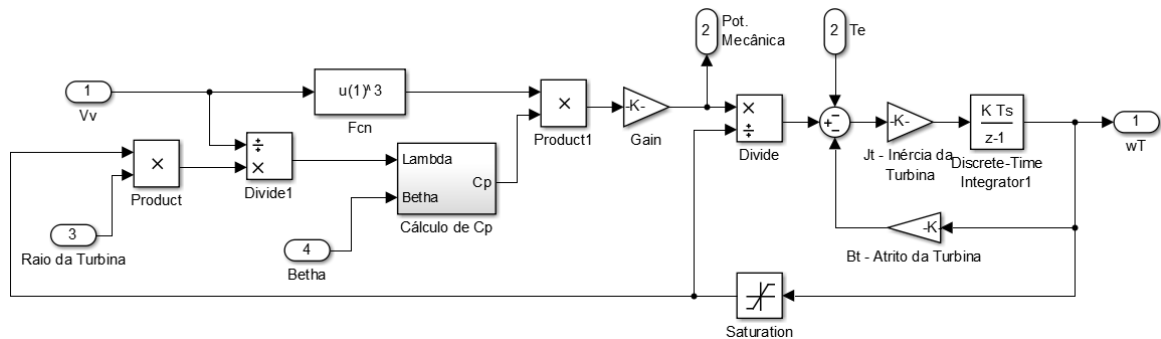 2
Pot.
Mecânica
2
Te
1
Vv
u(1)^3
Fcn
×
Product1
-K-
Gain
×
÷
Divide
+
−
−
-K-
Jt - Inércia da
Turbina
K Ts
z-1
Discrete-Time
Integrator1
1
wT
×
Product
÷
×
Divide1
Lambda
Betha
Cp
Cálculo de Cp
3
Raio da Turbina
4
Betha
-K
Bt - Atrito da Turbina
Saturation